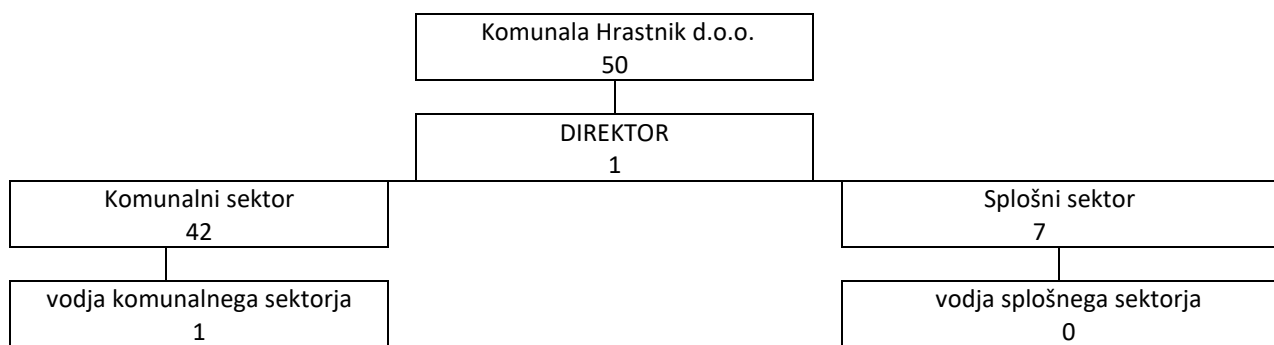 Komunala Hrastnik d.o.o.
50
DIREKTOR
1
Komunalni sektor
42
Splošni sektor
7
vodja komunalnega sektorja
1
vodja splošnega sektorja
0